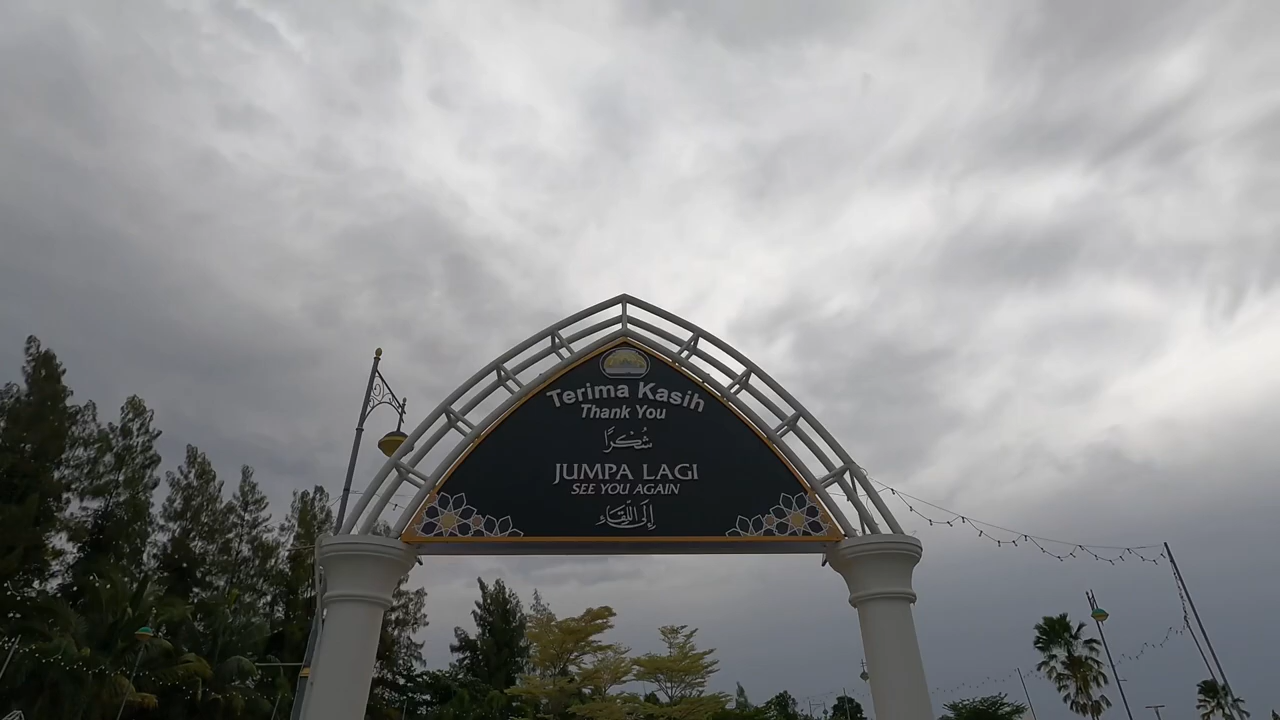 Terima Kasih
Thank You
شُكْرًا
JUMPA LAGI
SEE YOU AGAIN
إِلَى اللِّقَاء